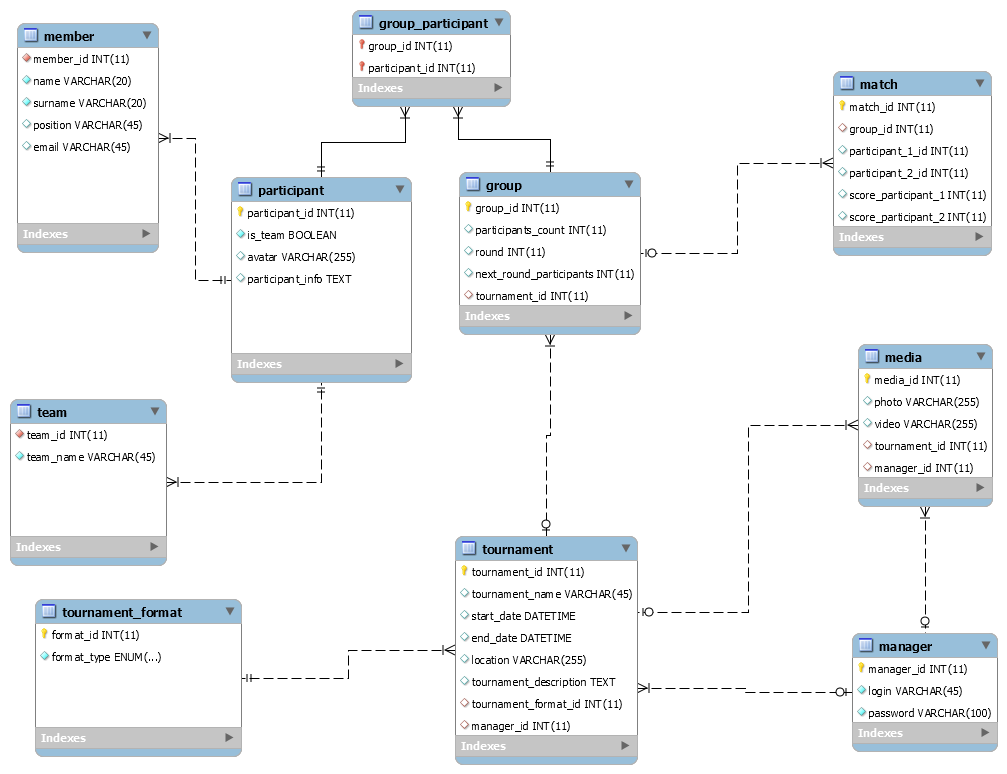 member
member_id INT(11)
name VARCHAR(20)
surname VARCHAR(20)
position VARCHAR(45)
email VARCHAR(45)
Indexes
group_participant
group_id INT(11)
participant_id INT(11)
Indexes
match
match_id INT(11)
group_id INT(11)
participant_1_id INT(11)
participant_2_id INT(11)
score_participant_1 INT(11)
score_participant_2 INT(11)
Indexes
participant
participant_id INT(11)
is_team BOOLEAN
avatar VARCHAR(255)
participant_info TEXT
Indexes
group
group_id INT(11)
participants_count INT(11)
round INT(11)
next_round_participants INT(11)
tournament_id INT(11)
Indexes
media
media_id INT(11)
photo VARCHAR(255)
video VARCHAR(255)
tournament_id INT(11)
manager_id INT(11)
Indexes
team
team_id INT(11)
team_name VARCHAR(45)
Indexes
tournament
tournament_id INT(11)
tournament_name VARCHAR(45)
start_date DATETIME
end_date DATETIME
location VARCHAR(255)
tournament_description TEXT
tournament_format_id INT(11)
manager_id INT(11)
Indexes
tournament_format
format_id INT(11)
format_type ENUM(...)
Indexes
manager
manager_id INT(11)
login VARCHAR(45)
password VARCHAR(100)
Indexes